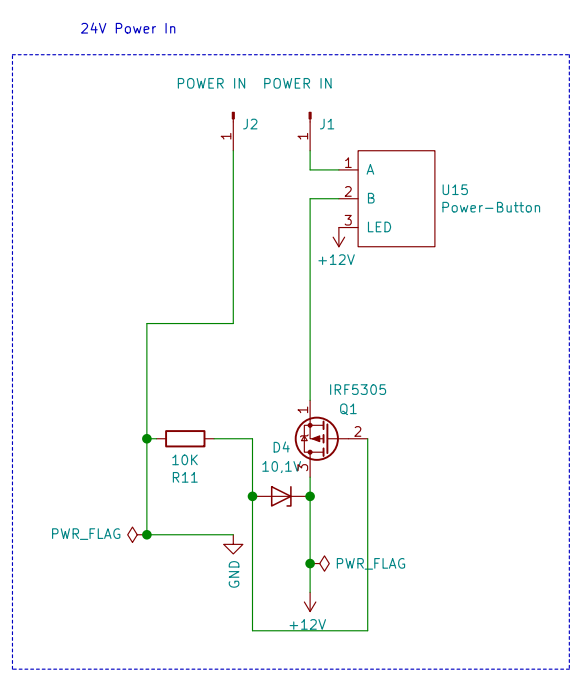 24V Power In
POWER IN POWER IN
J2
J1
1
1
1
A
2
B
3
LED
U15
Power-Button
+12V
IRF5305
Q1
1
2
3
D4
10,1V
10K
R11
PWR_FLAG
GND
PWR_FLAG
+12V